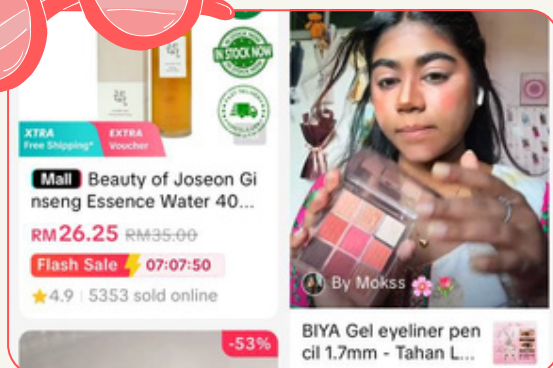 IN STOCK NOW
XTRA
Free Shipping*
EXTRA
Voucher
Mall Beauty of Joseon Gi
nseng Essence Water 40...
RM26.25 RM35.00
Flash Sale 07:07:50
4.9 5353 sold online
-53%
By Mokss
BIYA Gel eyeliner pen
cil 1.7mm - Tahan L...